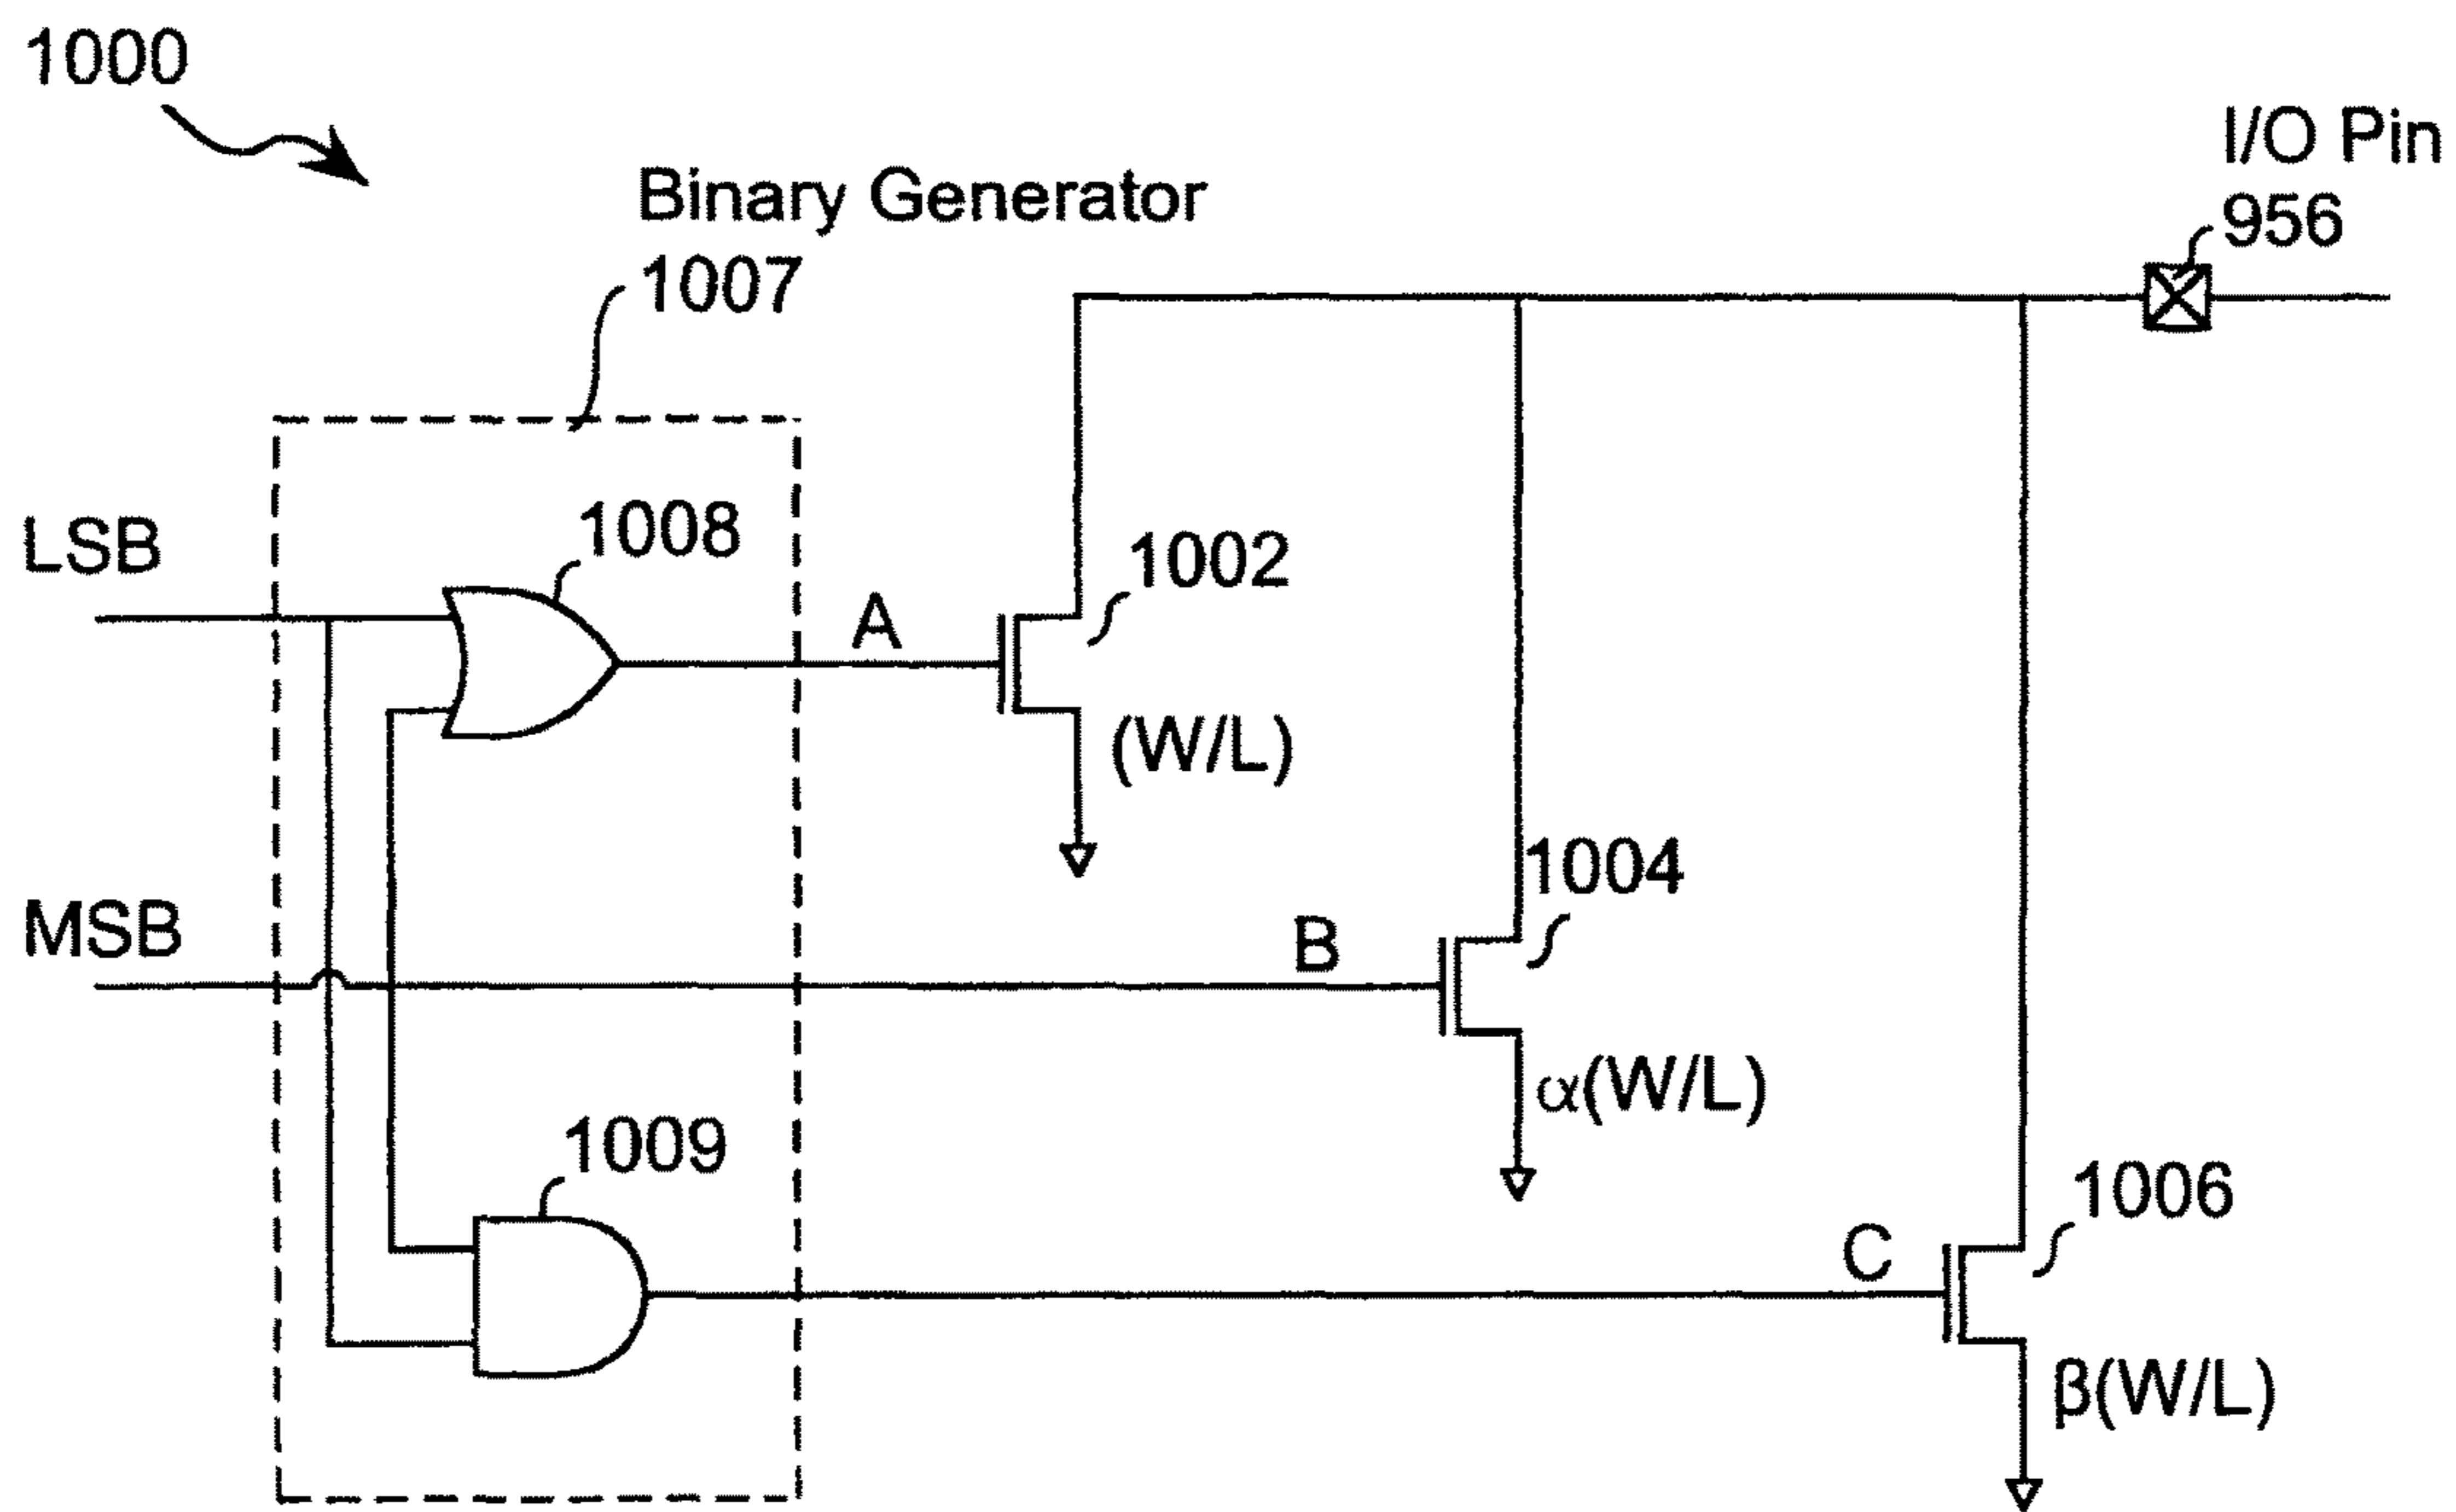 1000
I/O Pin
956
Binary Generator
1007
LSB
1008
1002
A
(W/L)
1004
MSB
B
α(W/L)
1009
1006
C
β(W/L)